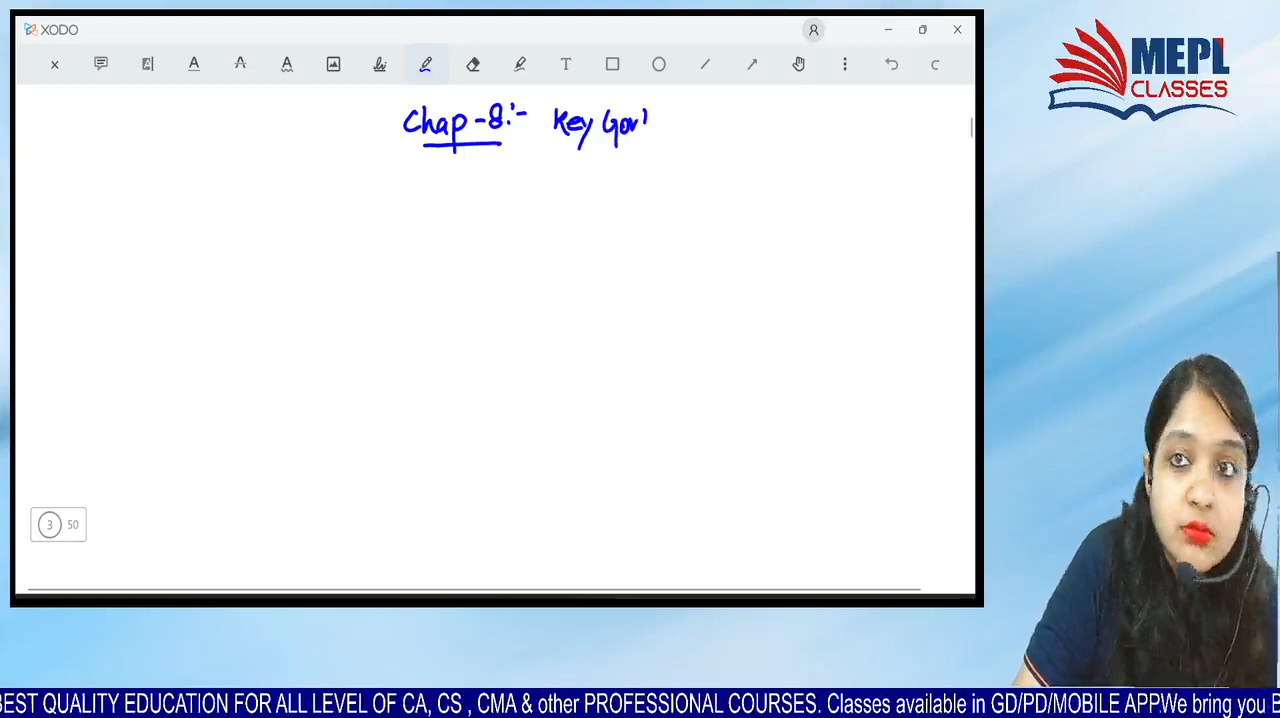 XODO
MEPL
CLASSES
Chap-8:- Key Gov
3 50
BEST QUALITY EDUCATION FOR ALL LEVEL OF CA, CS , CMA & other PROFESSIONAL COURSES. Classes available in GD/PD/MOBILE APP.We bring you